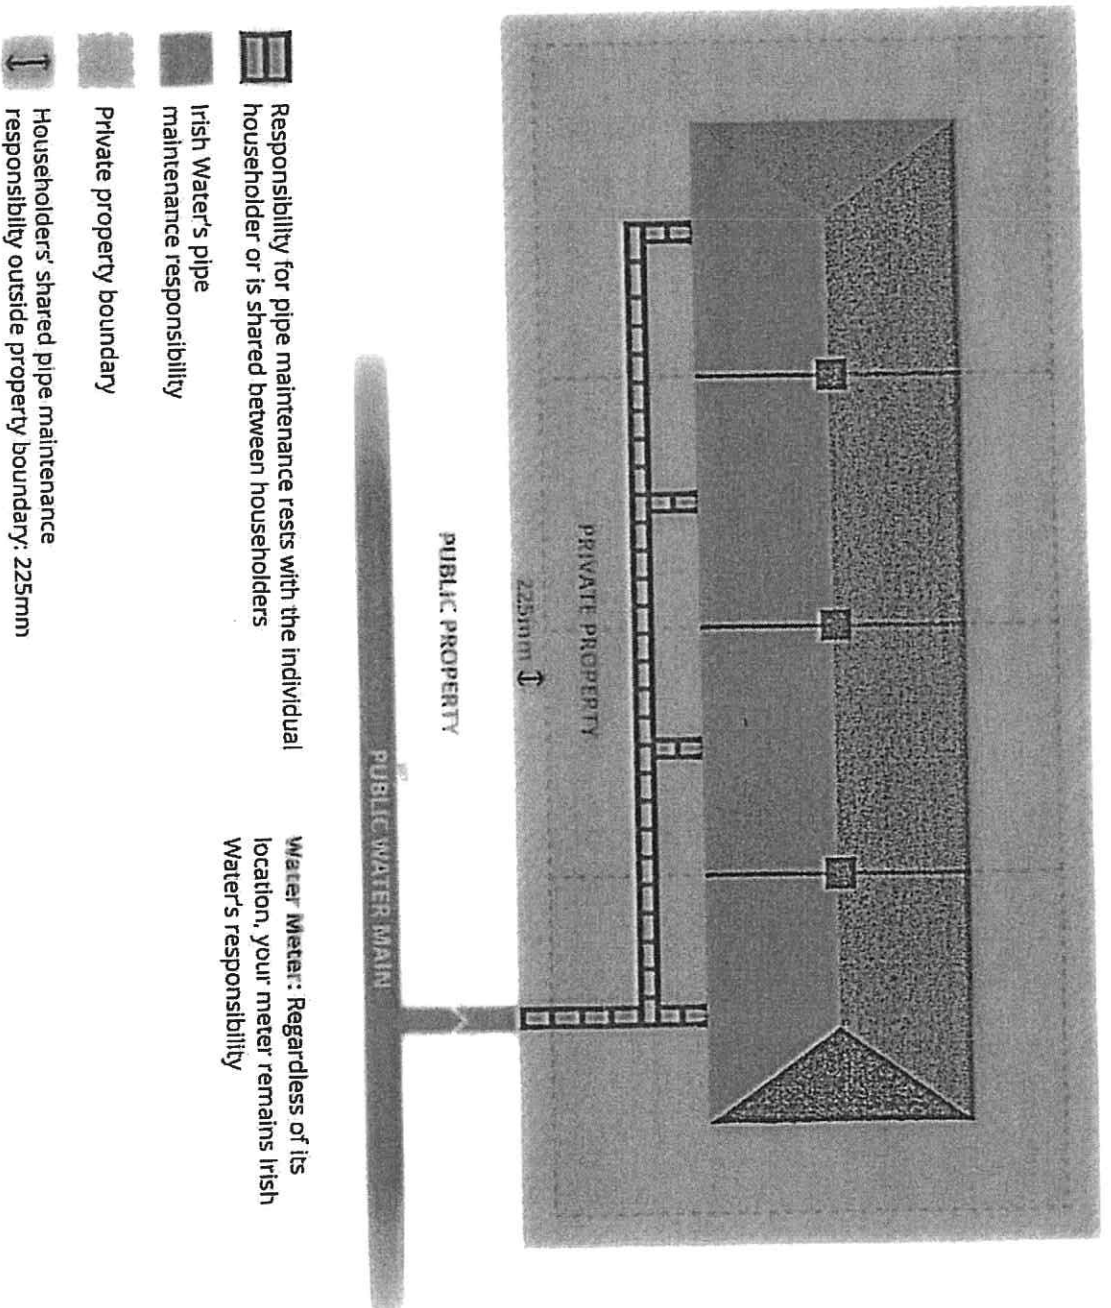 PRIVATE PROPERTY
225mm
PUBLIC PROPERTY
PUBLIC WATER MAIN
Responsibility for pipe maintenance rests with the individual
householder or is shared between householders
Irish Water's pipe
maintenance responsibility
Private property boundary
Householders' shared pipe maintenance
responsibilty outside property boundary: 225mm
Water Meter: Regardless of its
location, your meter remains Irish
Water's responsibility